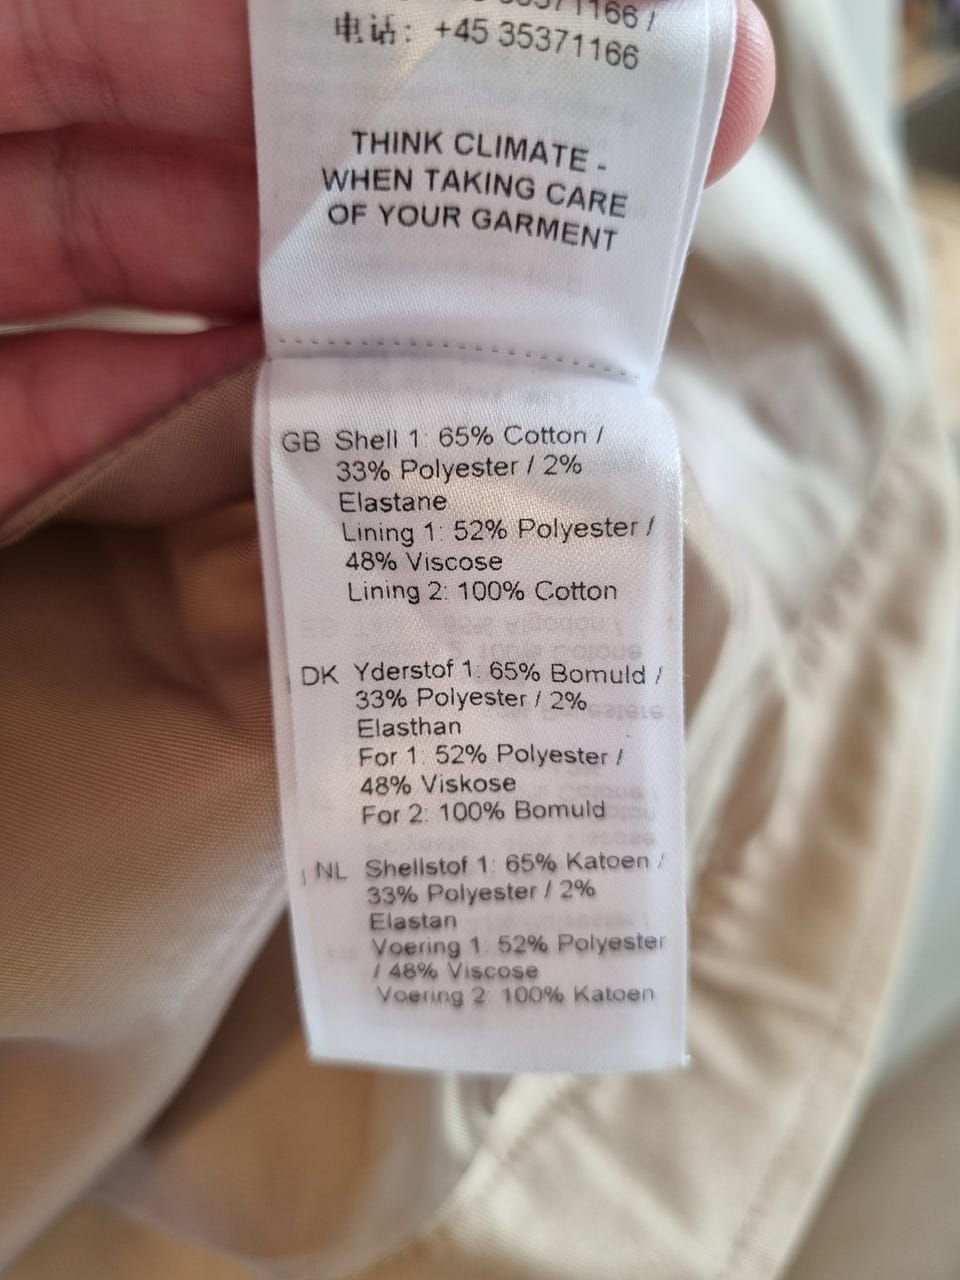 35371166 /
电话: +45 35371166
THINK CLIMATE -
WHEN TAKING CARE
OF YOUR GARMENT
GB Shell 1: 65% Cotton /
33% Polyester / 2%
Elastane
Lining 1: 52% Polyester /
48% Viscose
Lining 2: 100% Cotton
DK Yderstof 1: 65% Bomuld /
33% Polyester / 2%
Elasthan
For 1: 52% Polyester /
48% Viskose
For 2: 100% Bomuld
NL Shellstof 1: 65% Katoen /
33% Polyester / 2%
Elastan
Voering 1: 52% Polyester
/ 48% Viscose
Voering 2: 100% Katoen